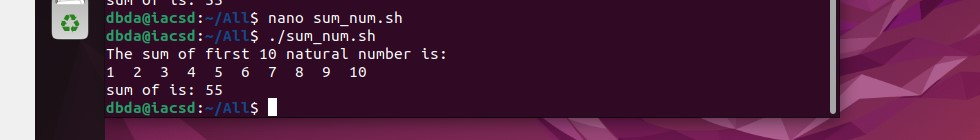 sum of is: 55
dbda@iacsd:~/All$ nano sum_num.sh
dbda@iacsd:~/All$ ./sum_num.sh
The sum of first 10 natural number is:
1  2  3  4  5  6  7  8  9  10
sum of is: 55
dbda@iacsd:~/All$